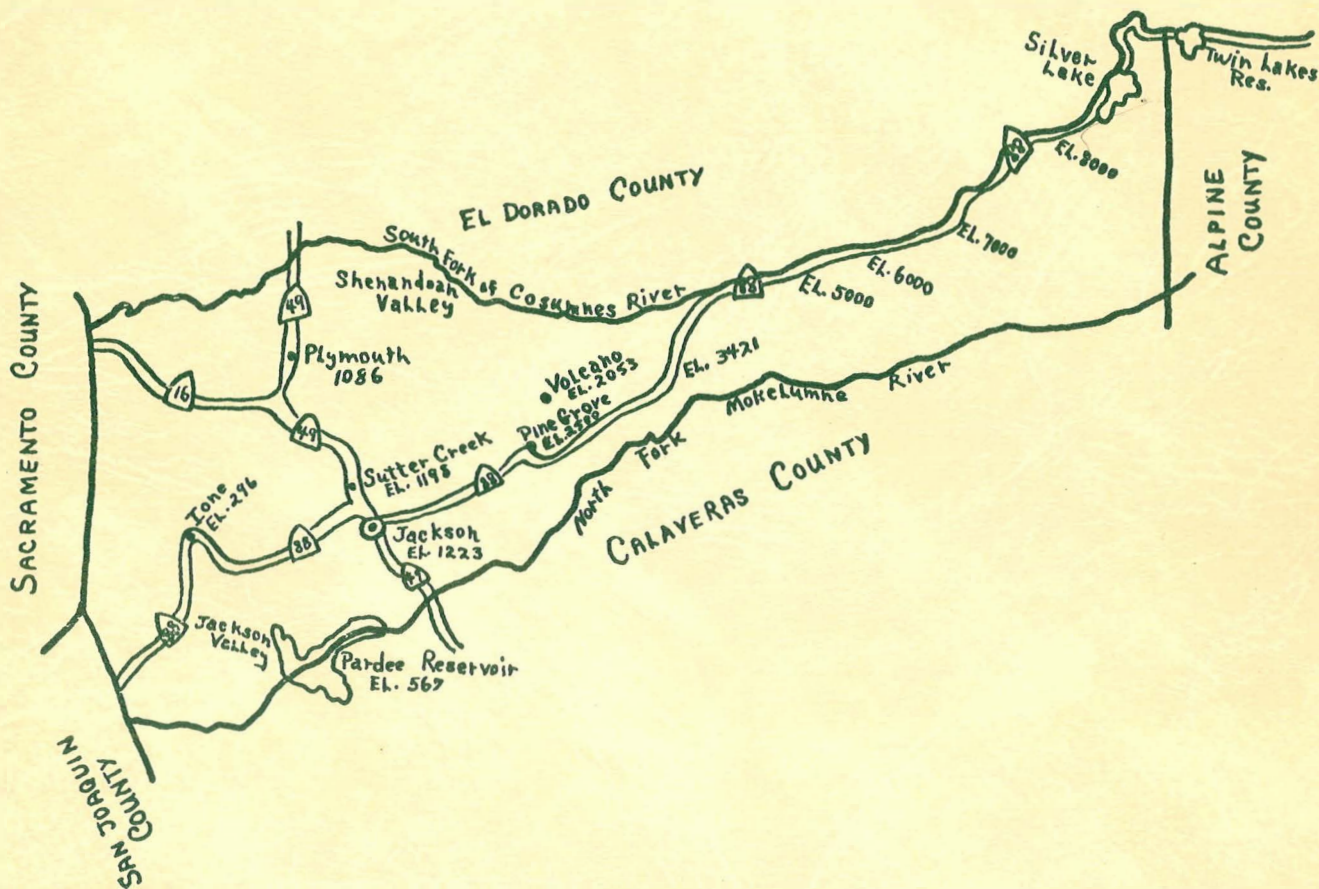 Silver
Lake
Twin Lakes
Res.
88
EL. 8000
ALPINE
COUNTY
EL DORADO COUNTY
EL. 7000
EL. 6000
EL. 5000
88
South Fork of Cosumnes River
Shenandoah
Valley
49
Plymouth
1086
SACRAMENTO COUNTY
16
49
Volcano
EL. 2053
Pine Grove
EL. 3421
Mokelumne River
North Fork
CALAVERAS COUNTY
Sutter Creek
EL. 1198
88
Ione
EL. 296
88
Jackson
EL. 1223
49
88
Jackson
Valley
Pardee Reservoir
EL. 567
SAN JOAQUIN
COUNTY